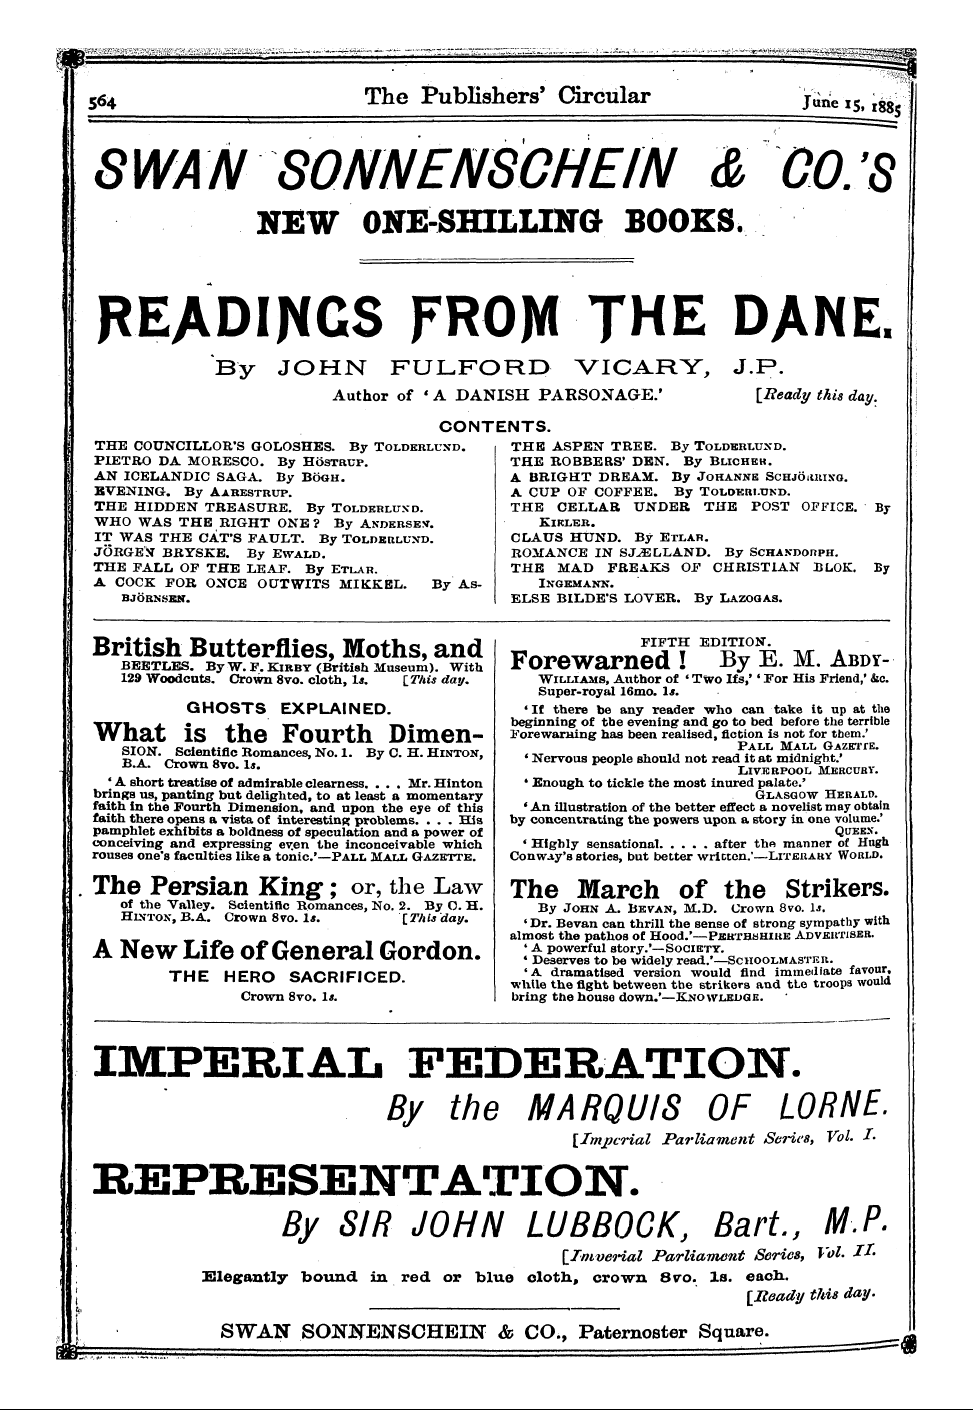 564 The Publishers' Circular June 15, 1885
SWAN SONNENSCHEIN & CO.'S
NEW ONE-SHILLING BOOKS.
READINGS FROM THE DANE.
By JOHN FULFORD VICARY, J.P.
Author of 'A DANISH PARSONAGE.' [Ready this day.
CONTENTS.
THE COUNCILLOR'S GOLOSHES. By TOLDERLUND.
PIETRO DA MORESCO. By HÖSTRUP.
AN ICELANDIC SAGA. By BÖGH.
EVENING. By AARESTRUP.
THE HIDDEN TREASURE. By TOLDERLUND.
WHO WAS THE RIGHT ONE? By ANDERSEN.
IT WAS THE CAT'S FAULT. By TOLDERLUND.
JÖRGEN BRYSKE. By EWALD.
THE FALL OF THE LEAF. By ETLAR.
A COCK FOR ONCE OUTWITS MIKKEL. By AS-
BJÖRNSEN.
THE ASPEN TREE. By TOLDERLUND.
THE ROBBERS' DEN. By BLICHER.
A BRIGHT DREAM. By JOHANNE SCHJÖRRING.
A CUP OF COFFEE. By TOLDERLUND.
THE CELLAR UNDER THE POST OFFICE. By
KIELER.
CLAUS HUND. By ETLAR.
ROMANCE IN SJÆLLAND. By SCHANDORPH.
THE MAD FREAKS OF CHRISTIAN BLOK. By
INGEMANN.
ELSE BILDE'S LOVER. By LAZOGAS.
British Butterflies, Moths, and
BEETLES. By W. F. KIRBY (British Museum). With
129 Woodcuts. Crown 8vo. cloth, 1s. [This day.
GHOSTS EXPLAINED.
What is the Fourth Dimen-
SION. Scientific Romances, No. 1. By C. H. HINTON,
B.A. Crown 8vo. 1s.
'A short treatise of admirable clearness. . . . Mr. Hinton
brings us, panting but delighted, to at least a momentary
faith in the Fourth Dimension, and upon the eye of this
faith there opens a vista of interesting problems. . . . His
pamphlet exhibits a boldness of speculation and a power of
conceiving and expressing even the inconceivable which
rouses one's faculties like a tonic.'—PALL MALL GAZETTE.
The Persian King; or, the Law
of the Valley. Scientific Romances, No. 2. By C. H.
HINTON, B.A. Crown 8vo. 1s. [This day.
A New Life of General Gordon.
THE HERO SACRIFICED.
Crown 8vo. 1s.
FIFTH EDITION.
Forewarned! By E. M. ABDY-
WILLIAMS, Author of 'Two Ifs,' 'For His Friend,' &c.
Super-royal 16mo. 1s.
'If there be any reader who can take it up at the
beginning of the evening and go to bed before the terrible
Forewarning has been realised, fiction is not for them.'
PALL MALL GAZETTE.
'Nervous people should not read it at midnight.'
LIVERPOOL MERCURY.
'Enough to tickle the most inured palate.'
GLASGOW HERALD.
'An illustration of the better effect a novelist may obtain
by concentrating the powers upon a story in one volume.'
QUEEN.
'Highly sensational. . . . . after the manner of Hugh
Conway's stories, but better written.'—LITERARY WORLD.
The March of the Strikers.
By JOHN A. BEVAN, M.D. Crown 8vo. 1s.
'Dr. Bevan can thrill the sense of strong sympathy with
almost the pathos of Hood.'—PERTHSHIRE ADVERTISER.
'A powerful story.'—SOCIETY.
'Deserves to be widely read.'—SCHOOLMASTER.
'A dramatised version would find immediate favour,
while the fight between the strikers and the troops would
bring the house down.'—KNOWLEDGE.
IMPERIAL FEDERATION.
By the MARQUIS OF LORNE.
[Imperial Parliament Series, Vol. I.
REPRESENTATION.
By SIR JOHN LUBBOCK, Bart., M.P.
[Imperial Parliament Series, Vol. II.
Elegantly bound in red or blue cloth, crown 8vo. 1s. each.
[Ready this day.
SWAN SONNENSCHEIN & CO., Paternoster Square.